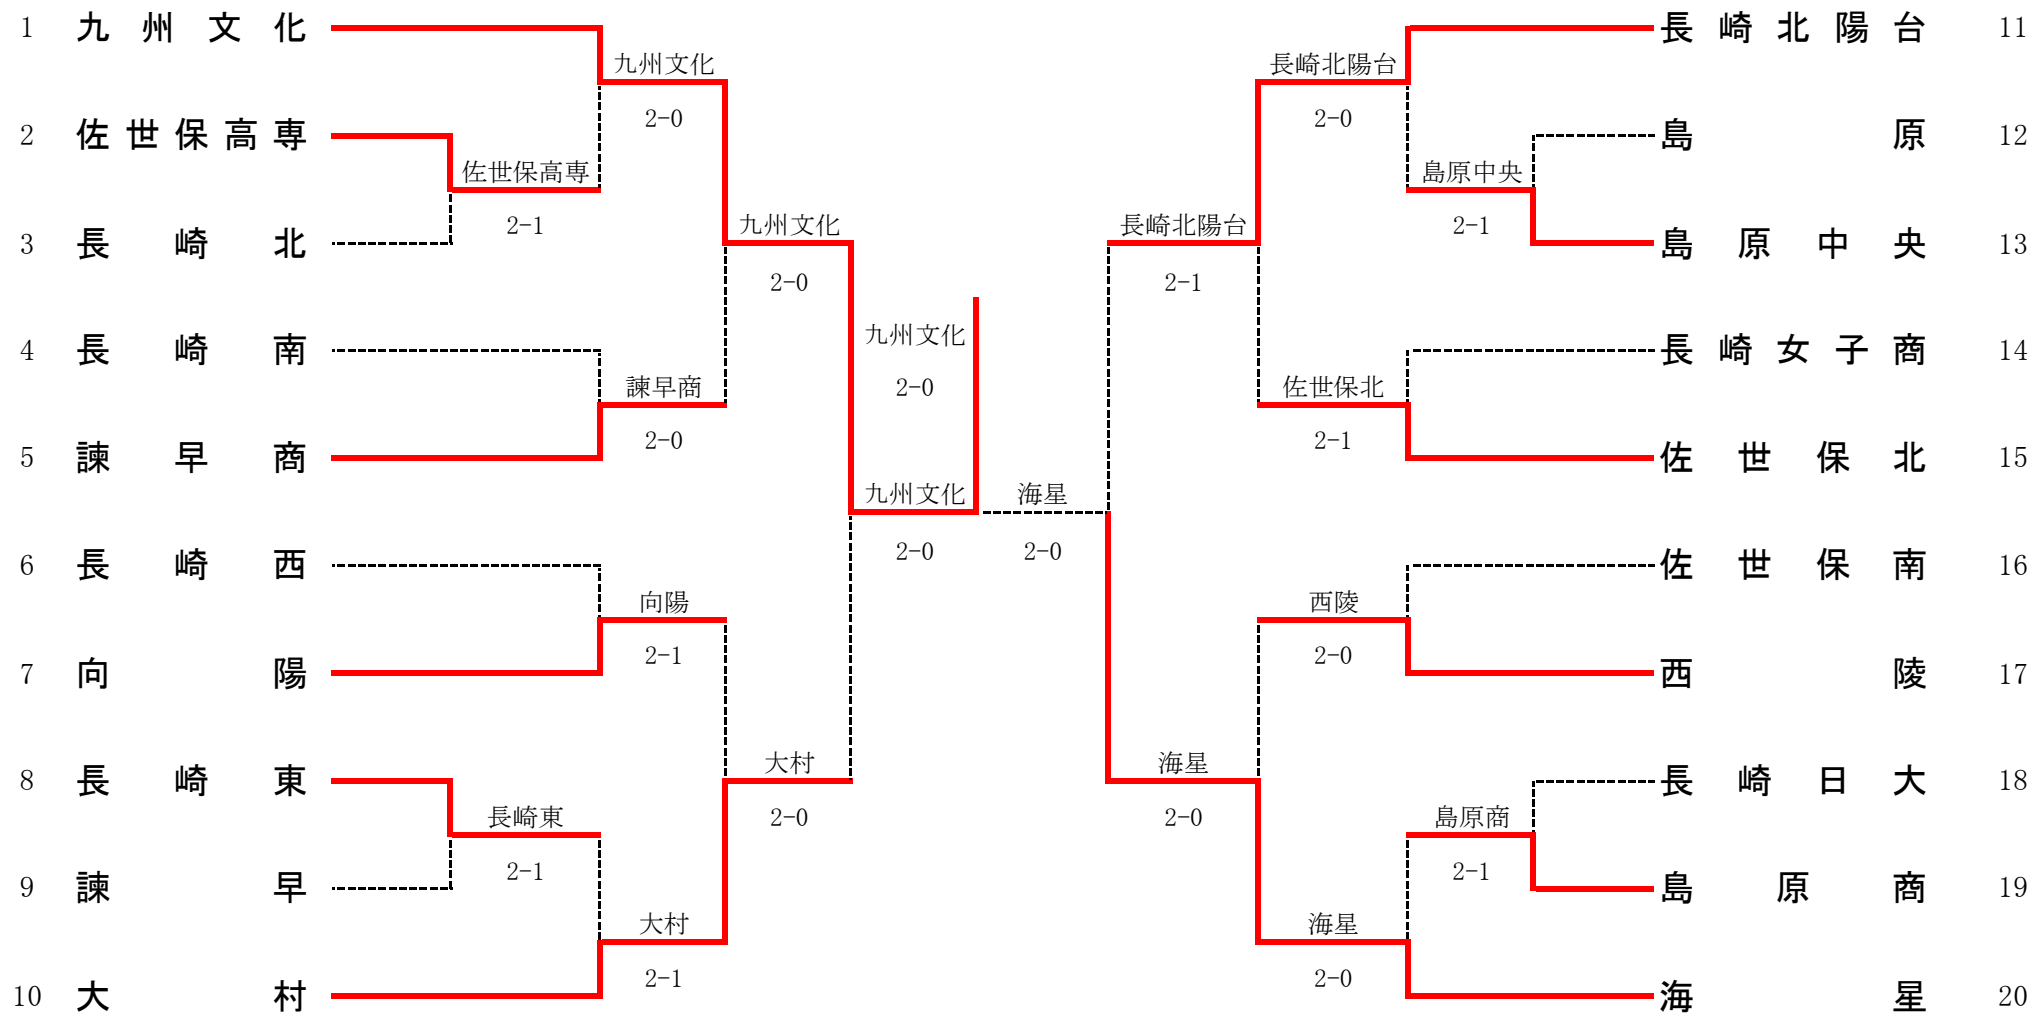 1 九州文化
2 佐世保高専
3 長崎北
4 長崎南
5 諫早商
6 長崎西
7 向陽
8 長崎東
9 諫早
10 大村
佐世保高専
2-1
長崎東
2-1
九州文化
2-0
諫早商
2-0
向陽
2-1
大村
2-1
九州文化
2-0
大村
2-0
九州文化
2-0
九州文化
2-0
海星
2-0
長崎北陽台
2-1
海星
2-0
長崎北陽台
2-0
佐世保北
2-1
西陵
2-0
海星
2-0
島原中央
2-1
島原商
2-1
長崎北陽台 11
島原 12
島原中央 13
長崎女子商 14
佐世保北 15
佐世保南 16
西陵 17
長崎日大 18
島原商 19
海星 20